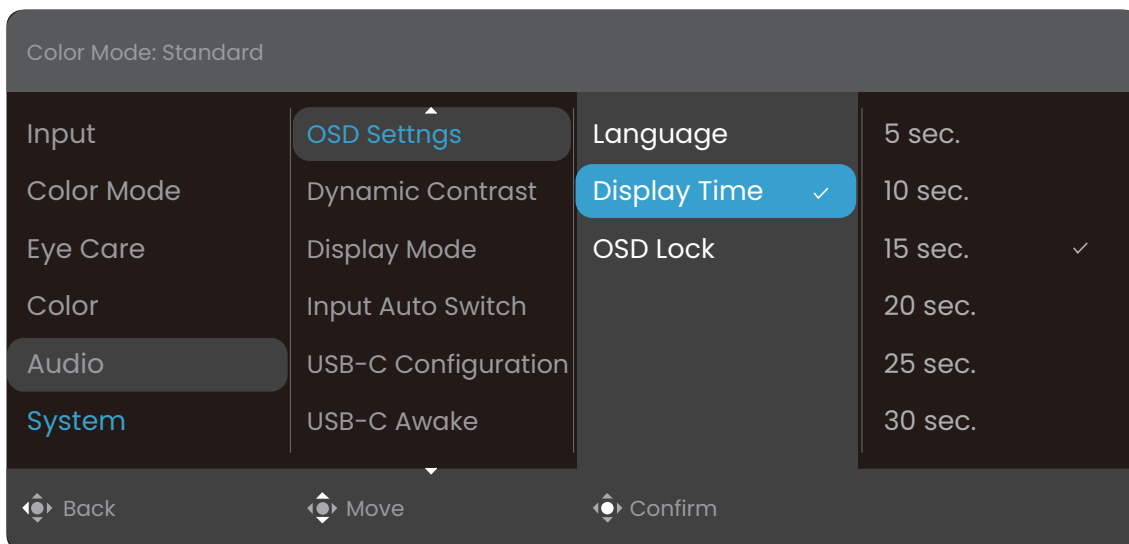 Color Mode: Standard
Input
Color Mode
Eye Care
Color
Audio
System
OSD Settngs
Dynamic Contrast
Display Mode
Input Auto Switch
USB-C Configuration
USB-C Awake
Language
Display Time
OSD Lock
5 sec.
10 sec.
15 sec.
20 sec.
25 sec.
30 sec.
Back
Move
Confirm